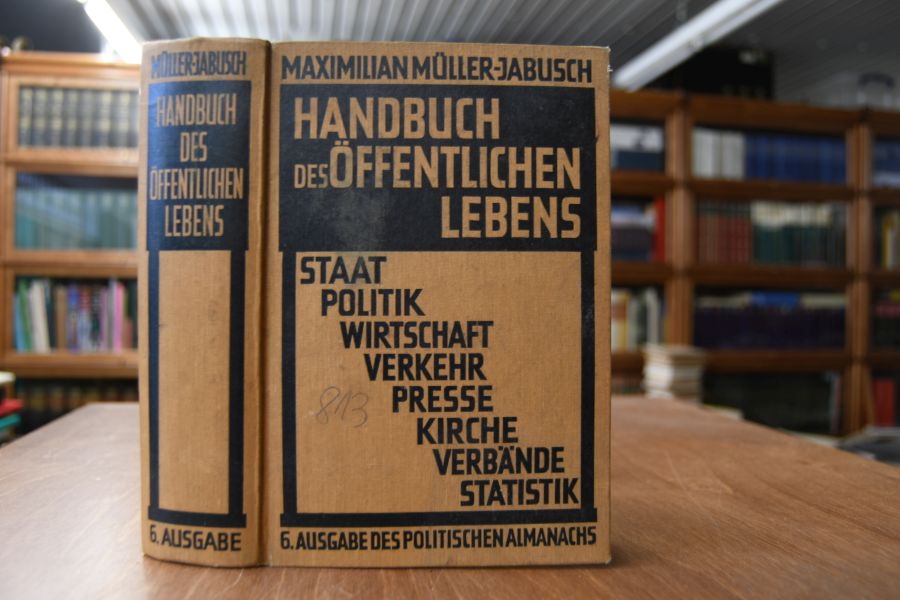 MÜLLER-JABUSCH
HANDBUCH
DES
ÖFFENTLICHEN
LEBENS
6. AUSGABE
MAXIMILIAN MÜLLER-JABUSCH
HANDBUCH
DES ÖFFENTLICHEN
LEBENS
STAAT
POLITIK
WIRTSCHAFT
VERKEHR
PRESSE
813
KIRCHE
VERBÄNDE
STATISTIK
6. AUSGABE DES POLITISCHEN ALMANACHS